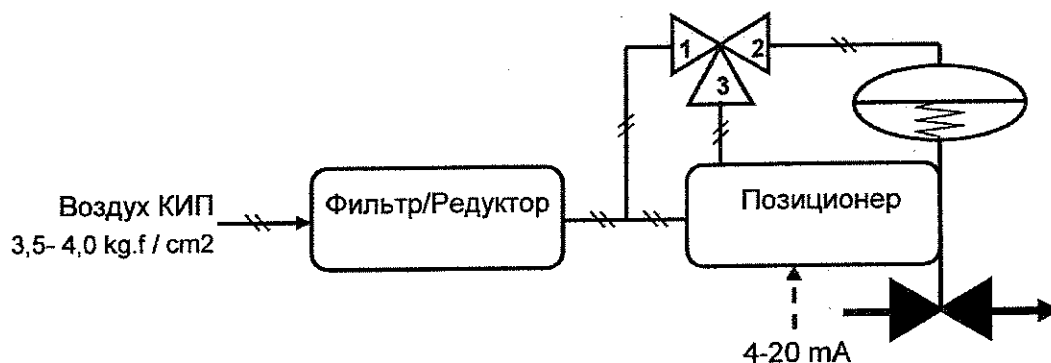 1
2
3
Воздух КИП
3,5- 4,0 kg.f / cm2
Фильтр/Редуктор
Позиционер
4-20 mA